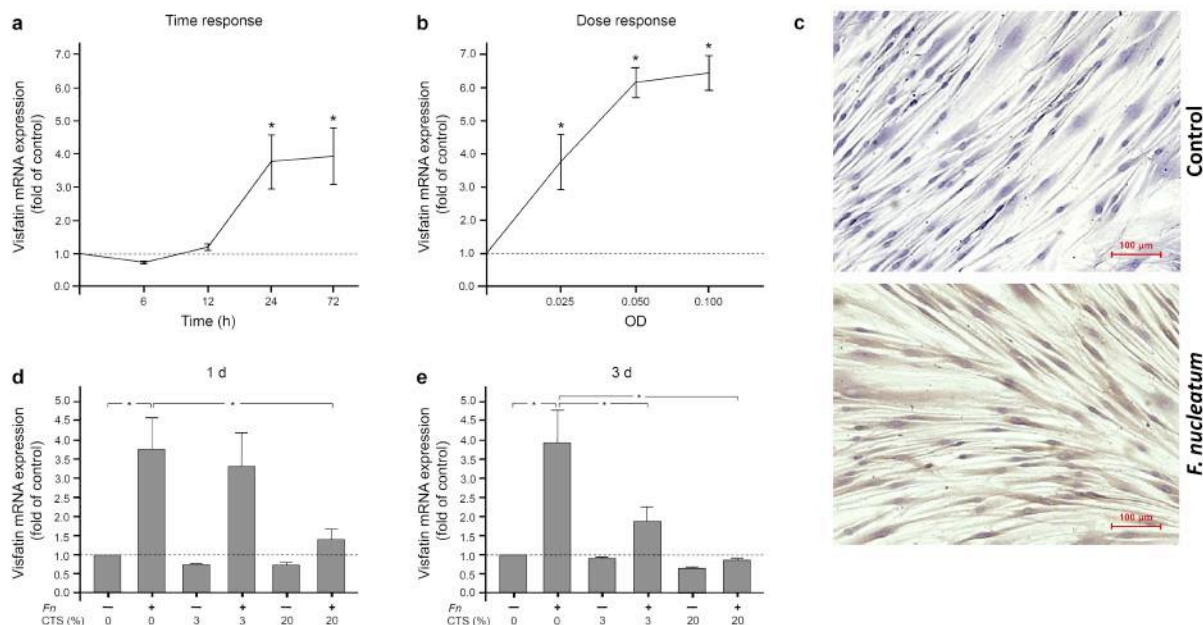 a
Time response
Visfatin mRNA expression
(fold of control)
7.0
6.0
5.0
4.0
3.0
2.0
1.0
0.0
*
*
6
12
24
72
Time (h)
b
Dose response
Visfatin mRNA expression
(fold of control)
7.0
6.0
5.0
4.0
3.0
2.0
1.0
0.0
*
*
*
0.025
0.050
0.100
OD
c
Control
100 µm
F. nucleatum
100 µm
d
1 d
Visfatin mRNA expression
(fold of control)
5.0
4.5
4.0
3.5
3.0
2.5
2.0
1.5
1.0
0.5
0.0
*
*
Fn — + — + — +
CTS (%) 0 0 3 3 20 20
e
3 d
Visfatin mRNA expression
(fold of control)
5.0
4.5
4.0
3.5
3.0
2.5
2.0
1.5
1.0
0.5
0.0
*
*
*
Fn — + — + — +
CTS (%) 0 0 3 3 20 20